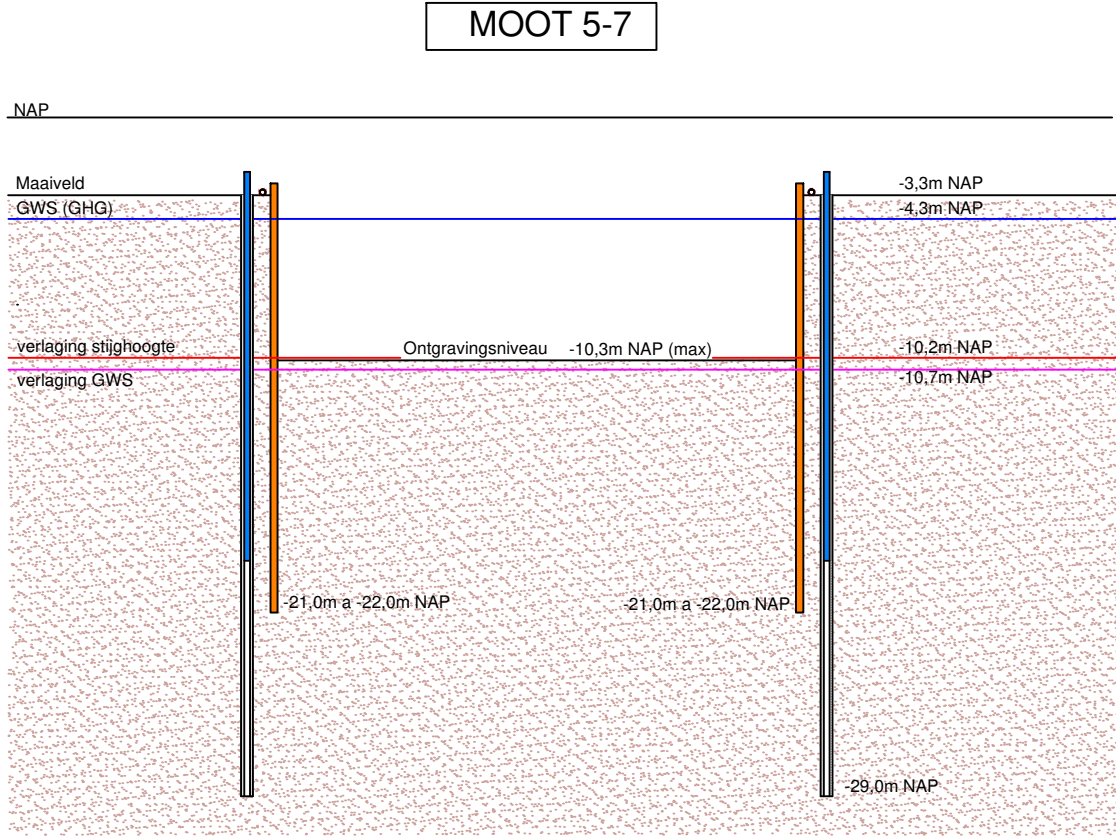 MOOT 5-7
NAP
Maaiveld
-3,3m NAP
GWS (GHG)
-4,3m NAP
verlaging stijghoogte
Ontgravingsniveau -10,3m NAP (max)
-10,2m NAP
verlaging GWS
-10,7m NAP
-21,0m a -22,0m NAP
-21,0m a -22,0m NAP
-29,0m NAP